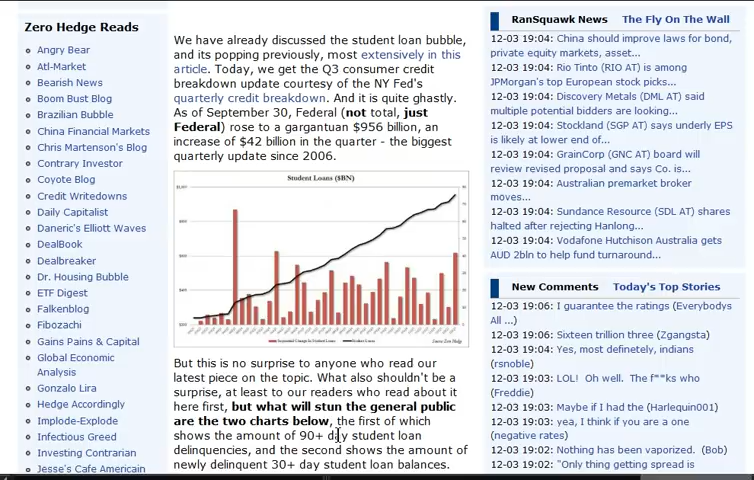 Zero Hedge Reads
Angry Bear
Atl-Market
Bearish News
Boom Bust Blog
Brazilian Bubble
China Financial Markets
Chris Martenson's Blog
Contrary Investor
Coyote Blog
Credit Writedowns
Daily Capitalist
Daneric's Elliott Waves
DealBook
Dealbreaker
Dr. Housing Bubble
ETF Digest
Falkenblog
Fibozachi
Gains Pains & Capital
Global Economic
Analysis
Gonzalo Lira
Hedge Accordingly
Implode-Explode
Infectious Greed
Investing Contrarian
Jesse's Cafe Americain
We have already discussed the student loan bubble,
and its popping previously, most extensively in this
article. Today, we get the Q3 consumer credit
breakdown update courtesy of the NY Fed's
quarterly credit breakdown. And it is quite ghastly.
As of September 30, Federal (not total, just
Federal) rose to a gargantuan $956 billion, an
increase of $42 billion in the quarter - the biggest
quarterly update since 2006.
Student Loans ($BN)
But this is no surprise to anyone who read our
latest piece on the topic. What also shouldn't be a
surprise, at least to our readers who read about it
here first, but what will stun the general public
are the two charts below, the first of which
shows the amount of 90+ day student loan
delinquencies, and the second shows the amount of
newly delinquent 30+ day student loan balances.
RanSquawk News The Fly On The Wall
12-03 19:04: China should improve laws for bond,
private equity markets, asset...
12-03 19:04: Rio Tinto (RIO AT) is among
JPMorgan's top European stock picks...
12-03 19:04: Discovery Metals (DML AT) said
multiple potential bidders are looking...
12-03 19:04: Stockland (SGP AT) says underly EPS
is likely at lower end of...
12-03 19:04: GrainCorp (GNC AT) board will
review revised proposal and says Co. is...
12-03 19:04: Australian premarket broker
moves...
12-03 19:04: Sundance Resource (SDL AT) shares
halted after rejecting Hanlong...
12-03 19:04: Vodafone Hutchison Australia gets
AUD 2bln to help fund turnaround...
New Comments Today's Top Stories
12-03 19:06: I guarantee the ratings (Everybodys
All ...)
12-03 19:06: Sixteen trillion three (Zgangsta)
12-03 19:04: Yes, most definetely, indians
(rsnoble)
12-03 19:04: LOL! Oh well. The f**ks who
(Freddie)
12-03 19:03: Maybe if I had the (Harlequin001)
12-03 19:03: yea, I think if you are a one
(negative rates)
12-03 19:02: Nothing has been vaporized. (Bob)
12-03 19:02: "Only thing getting spread is